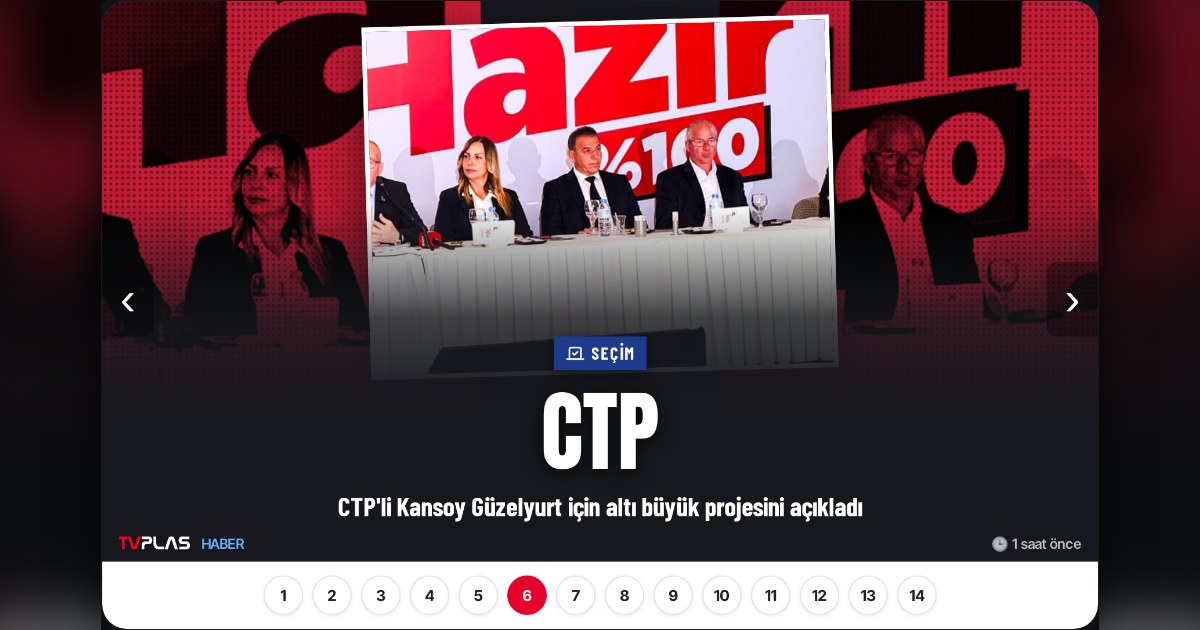 Hazır
%100
SEÇİM
CTP
CTP'li Kansoy Güzelyurt için altı büyük projesini açıkladı
TVPLAS HABER
1 saat önce
1 2 3 4 5 6 7 8 9 10 11 12 13 14